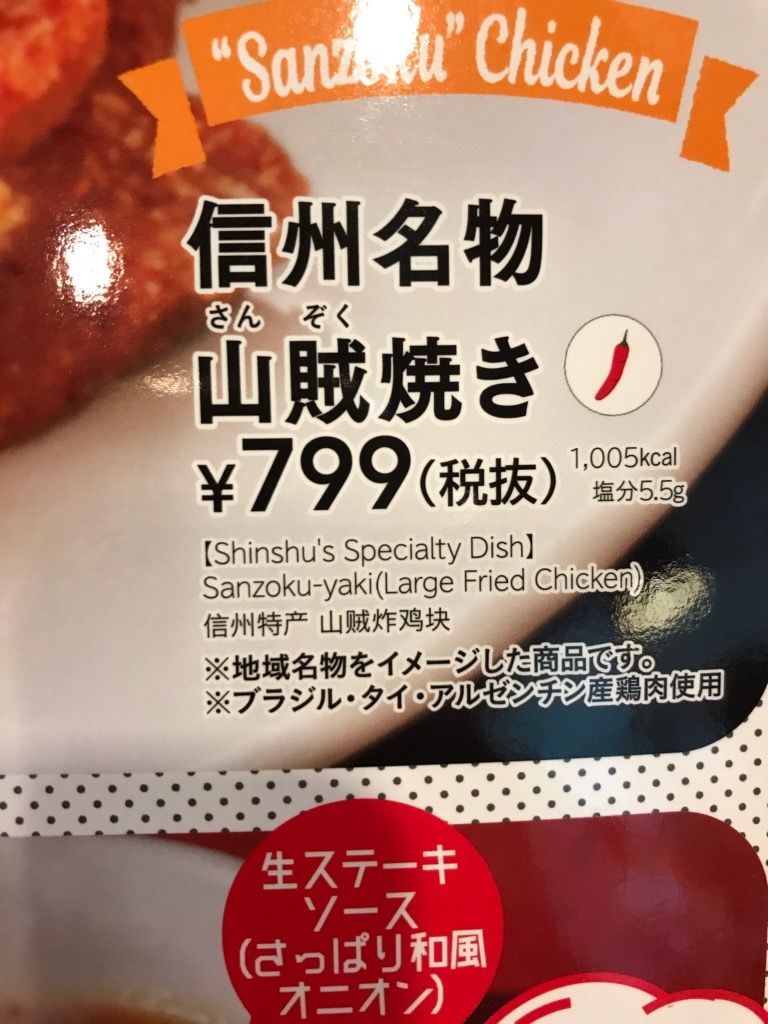 "Sanzoku" Chicken
信州名物
さん ぞく
山賊焼き
¥799(税抜) 1,005kcal
塩分5.5g
【Shinshu's Specialty Dish】
Sanzoku-yaki(Large Fried Chicken)
信州特产 山贼炸鸡块
※地域名物をイメージした商品です。
※ブラジル・タイ・アルゼンチン産鶏肉使用
生ステーキ
ソース
(さっぱり和風
オニオン)